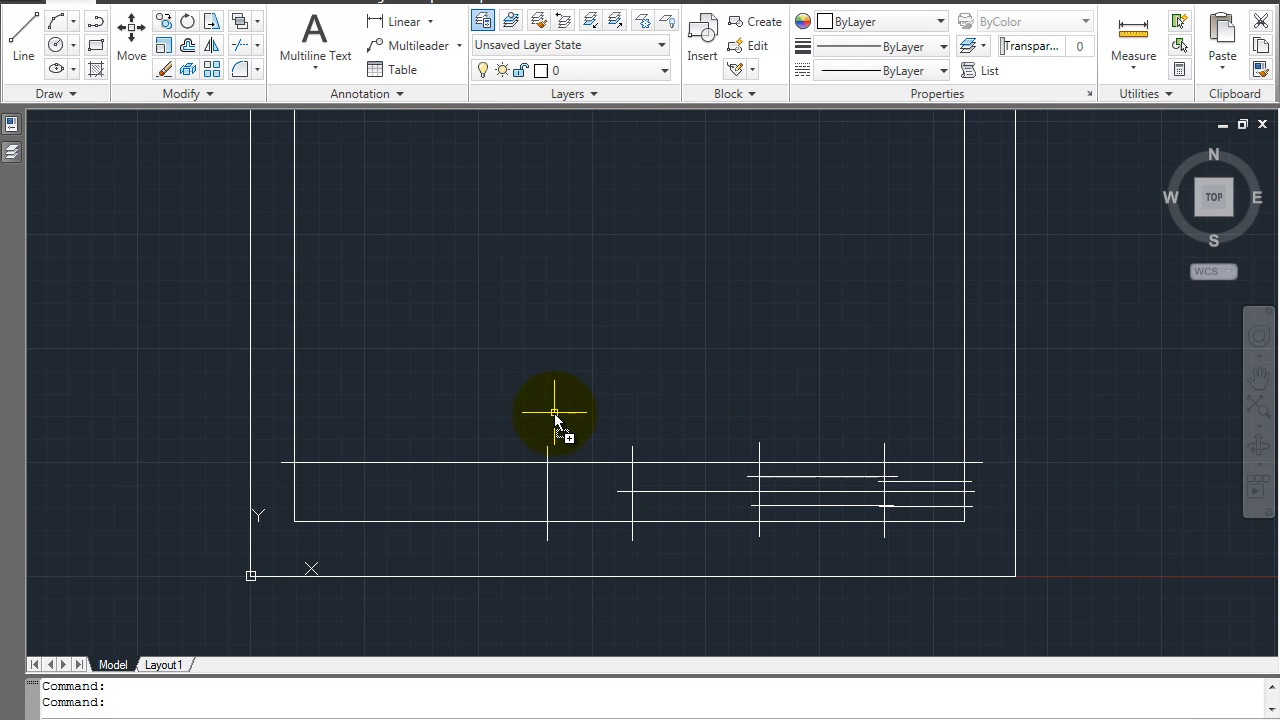 Line
Move
A
Multiline Text
Linear
Multileader
Table
Unsaved Layer State
0
Insert
Create
Edit
ByLayer
ByLayer
ByLayer
ByColor
Transpar... 0
List
Measure
Paste
Draw
Modify
Annotation
Layers
Block
Properties
Utilities
Clipboard
N
W TOP E
S
WCS
Y
X
Model Layout1
Command:
Command: